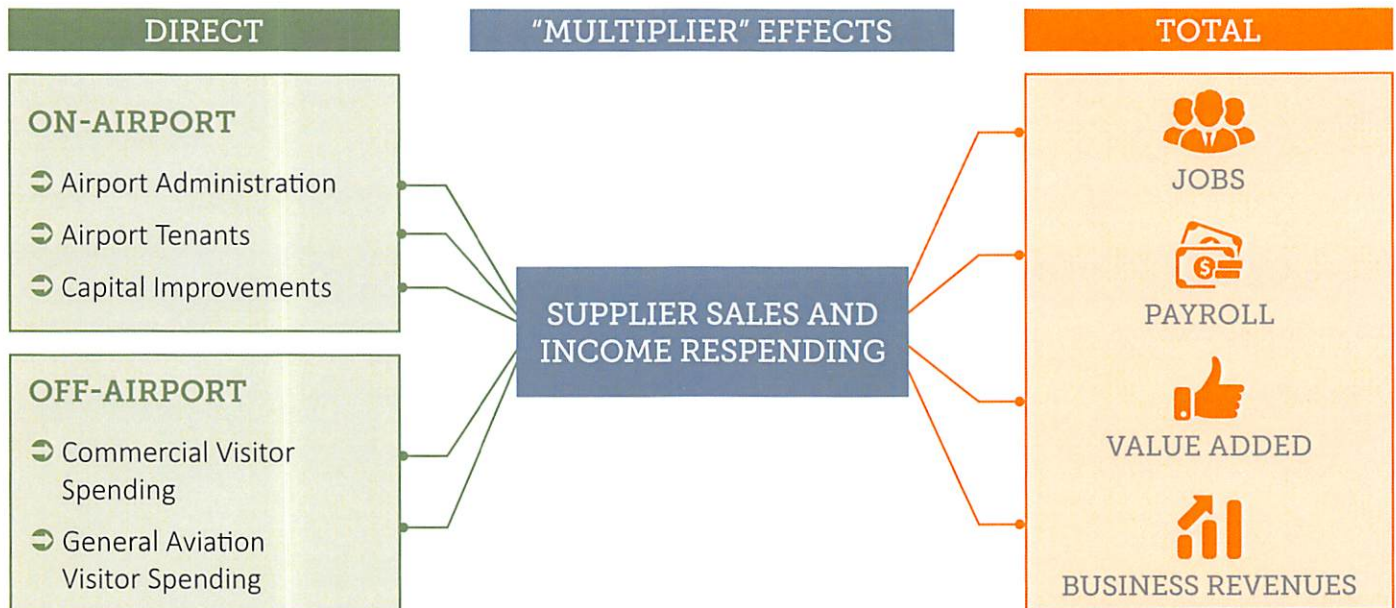 DIRECT
ON-AIRPORT
Airport Administration
Airport Tenants
Capital Improvements
OFF-AIRPORT
Commercial Visitor
Spending
General Aviation
Visitor Spending
"MULTIPLIER" EFFECTS
SUPPLIER SALES AND
INCOME RESPENDING
TOTAL
JOBS
$
PAYROLL
VALUE ADDED
BUSINESS REVENUES